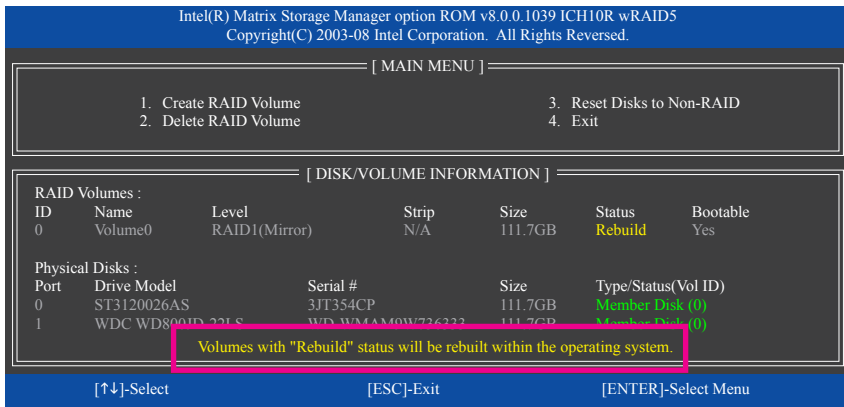 Intel(R) Matrix Storage Manager option ROM v8.0.0.1039 ICH10R wRAID5
Copyright(C) 2003-08 Intel Corporation. All Rights Reversed.
[ MAIN MENU ]
1. Create RAID Volume 3. Reset Disks to Non-RAID
2. Delete RAID Volume 4. Exit
[ DISK/VOLUME INFORMATION ]
RAID Volumes :
ID Name Level Strip Size Status Bootable
0 Volume0 RAID1(Mirror) N/A 111.7GB Rebuild Yes
Physical Disks :
Port Drive Model Serial # Size Type/Status(Vol ID)
0 ST3120026AS 3JT354CP 111.7GB Member Disk (0)
1 WDC 111.7GB Member Disk (0)
Volumes with "Rebuild" status will be rebuilt within the operating system.
[↑↓]-Select [ESC]-Exit [ENTER]-Select Menu